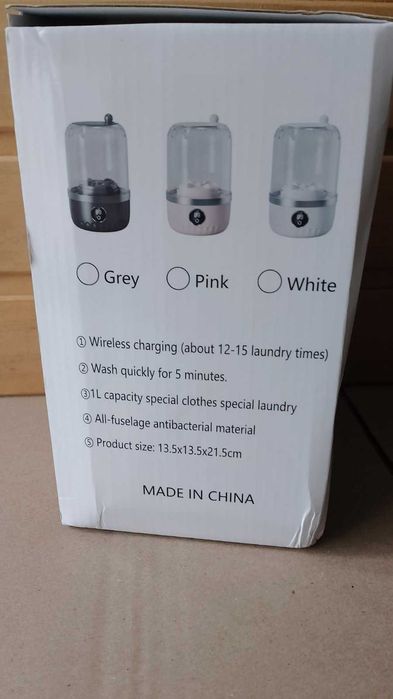 Grey
Pink
White
① Wireless charging (about 12-15 laundry times)
② Wash quickly for 5 minutes.
③1L capacity special clothes special laundry
④ All-fuselage antibacterial material
⑤ Product size: 13.5x13.5x21.5cm
MADE IN CHINA